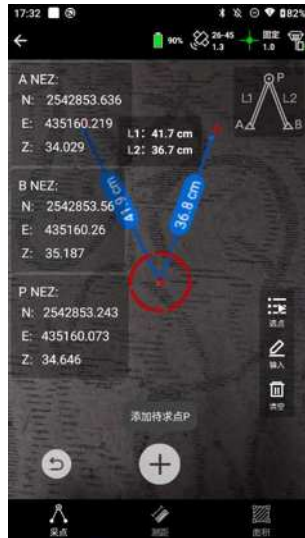 17:32
82%
90%
26-45
1.3
固定
1.0
A NEZ:
N: 2542853.636
E: 435160.219
Z: 34.029
L1: 41.7 cm
L2: 36.7 cm
P
L1
L2
A
B
41.9 cm
36.8 cm
B NEZ:
N: 2542853.56
E: 435160.26
Z: 35.187
P NEZ:
N: 2542853.243
E: 435160.073
Z: 34.646
选点
输入
清空
添加待求点P
采点
测距
面积